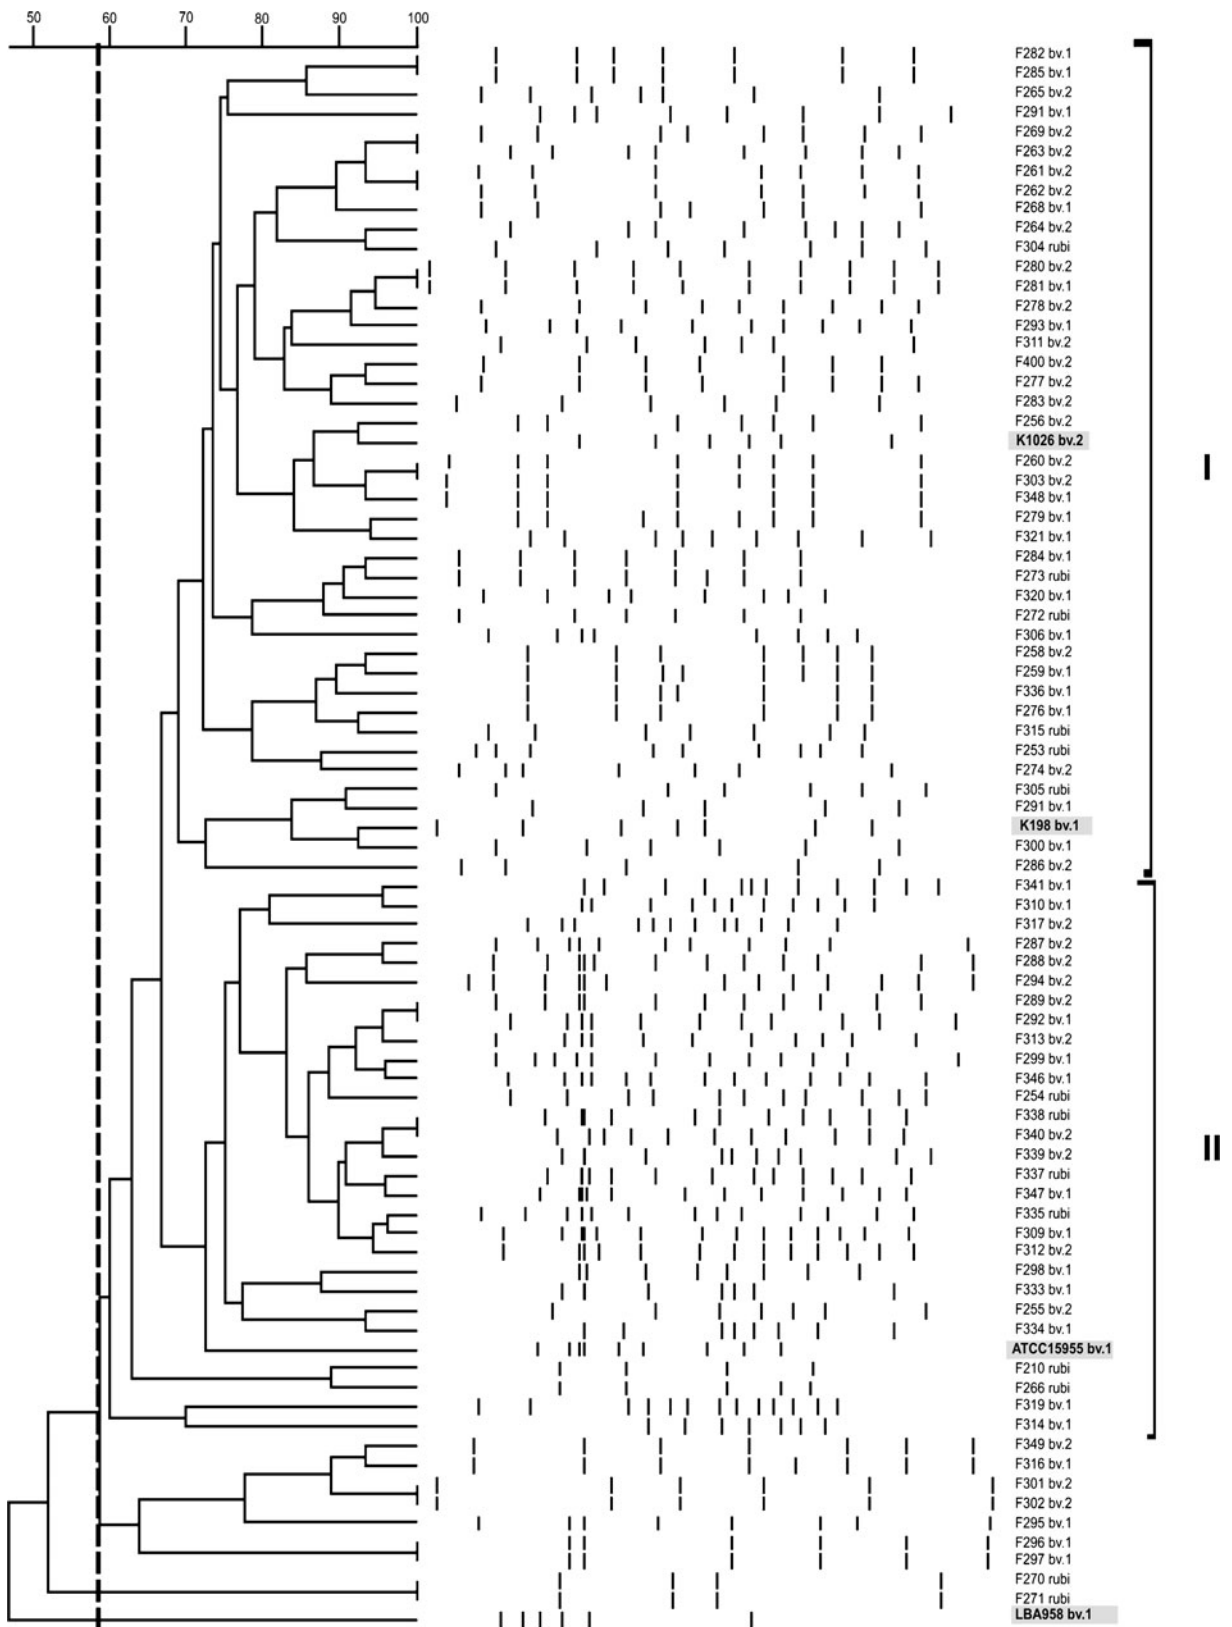 50 60 70 80 90 100
F282 bv.1
F285 bv.1
F265 bv.2
F291 bv.1
F269 bv.2
F263 bv.2
F261 bv.2
F262 bv.2
F268 bv.1
F264 bv.2
F304 rubi
F280 bv.2
F281 bv.1
F278 bv.2
F293 bv.1
F311 bv.2
F400 bv.2
F277 bv.2
F283 bv.2
F256 bv.2
K1026 bv.2
F260 bv.2
I
F303 bv.2
F348 bv.1
F279 bv.1
F321 bv.1
F284 bv.1
F273 rubi
F320 bv.1
F272 rubi
F306 bv.1
F258 bv.2
F259 bv.1
F336 bv.1
F276 bv.1
F315 rubi
F253 rubi
F274 bv.2
F305 rubi
F291 bv.1
K198 bv.1
F300 bv.1
F286 bv.2
F341 bv.1
F310 bv.1
F317 bv.2
F287 bv.2
F288 bv.2
F294 bv.2
F289 bv.2
F292 bv.1
F313 bv.2
F299 bv.1
F346 bv.1
F254 rubi
F338 rubi
F340 bv.2
II
F339 bv.2
F337 rubi
F347 bv.1
F335 rubi
F309 bv.1
F312 bv.2
F298 bv.1
F333 bv.1
F255 bv.2
F334 bv.1
ATCC15955 bv.1
F210 rubi
F266 rubi
F319 bv.1
F314 bv.1
F349 bv.2
F316 bv.1
F301 bv.2
F302 bv.2
F295 bv.1
F296 bv.1
F297 bv.1
F270 rubi
F271 rubi
LBA958 bv.1